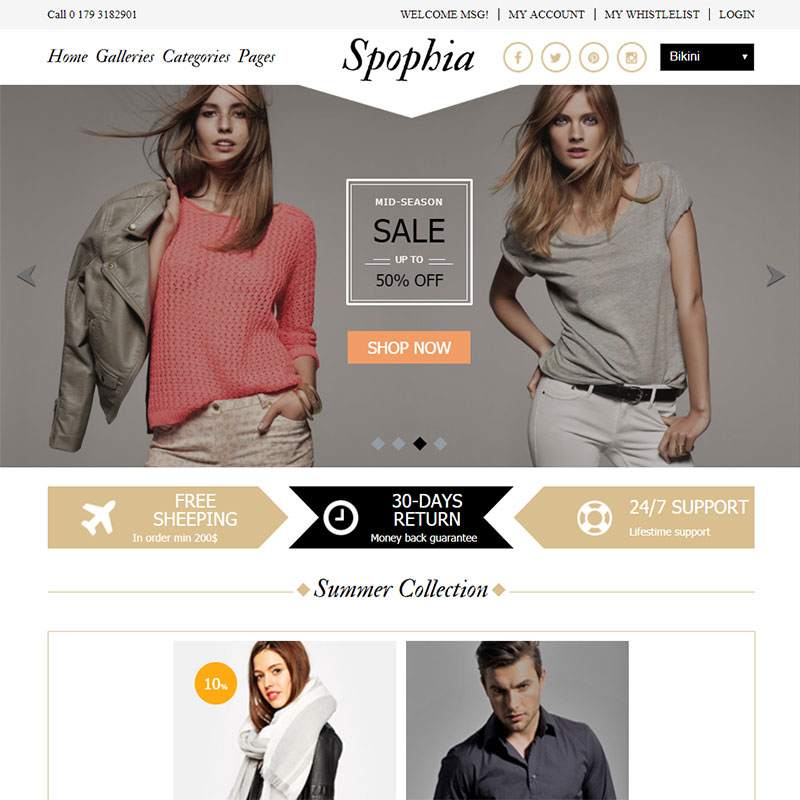 Call 0 179 3182901
WELCOME MSG! | MY ACCOUNT | MY WHISTLELIST | LOGIN
Home Galleries Categories Pages
Spophia
Bikini
MID-SEASON
SALE
UP TO
50% OFF
SHOP NOW
FREE
SHEEPING
In order min 200$
30-DAYS
RETURN
Money back guarantee
24/7 SUPPORT
Lifestime support
Summer Collection
10%